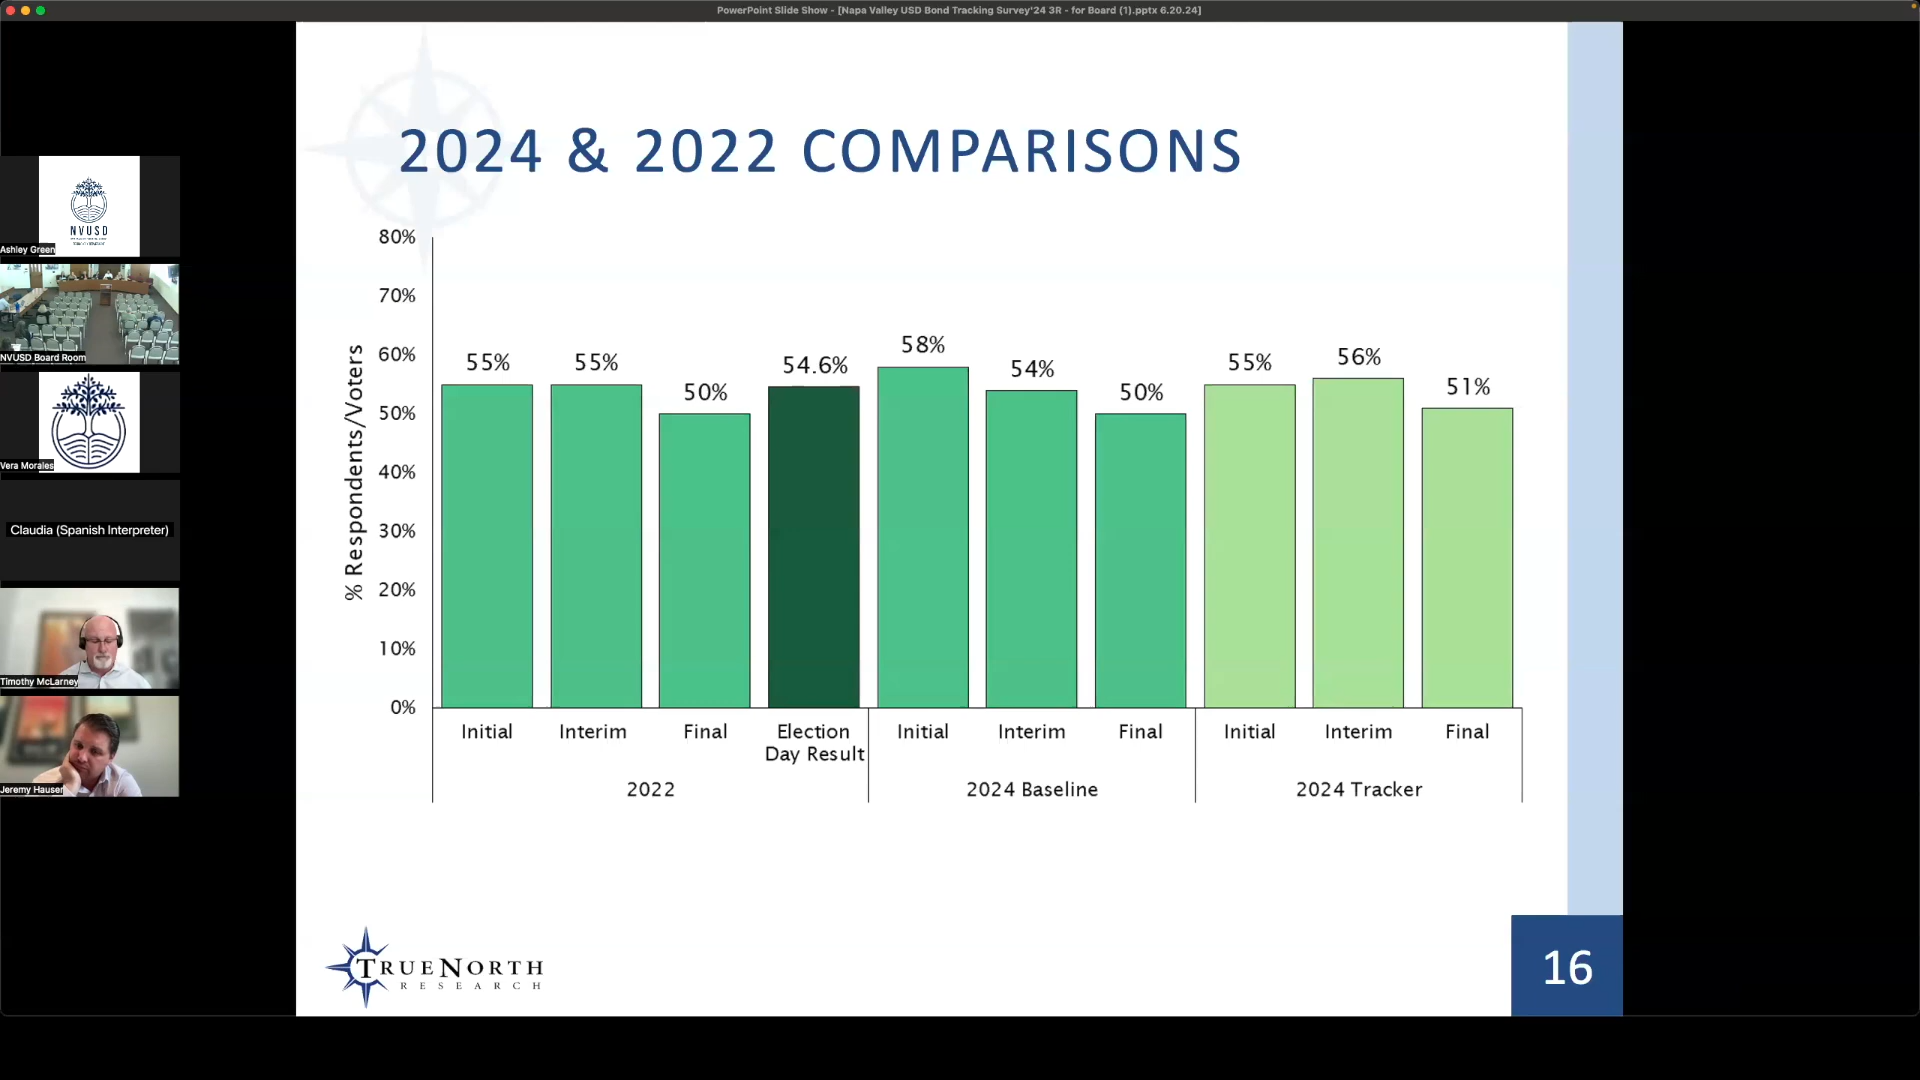 PowerPoint Slide Show - [Napa Valley USD Bond Tracking Survey'24 3R - for Board (1).pptx 6.20.24]
2024 & 2022 COMPARISONS
NVUSD
Ashley Green
NVUSD Board Room
Vera Morales
Claudia (Spanish Interpreter)
Timothy McLarney
Jeremy Hauser
% Respondents/Voters
80%
70%
60%
50%
40%
30%
20%
10%
0%
55%
55%
50%
54.6%
58%
54%
50%
55%
56%
51%
Initial
Interim
Final
Election
Day Result
Initial
Interim
Final
Initial
Interim
Final
2022
2024 Baseline
2024 Tracker
TRUENORTH
RESEARCH
16